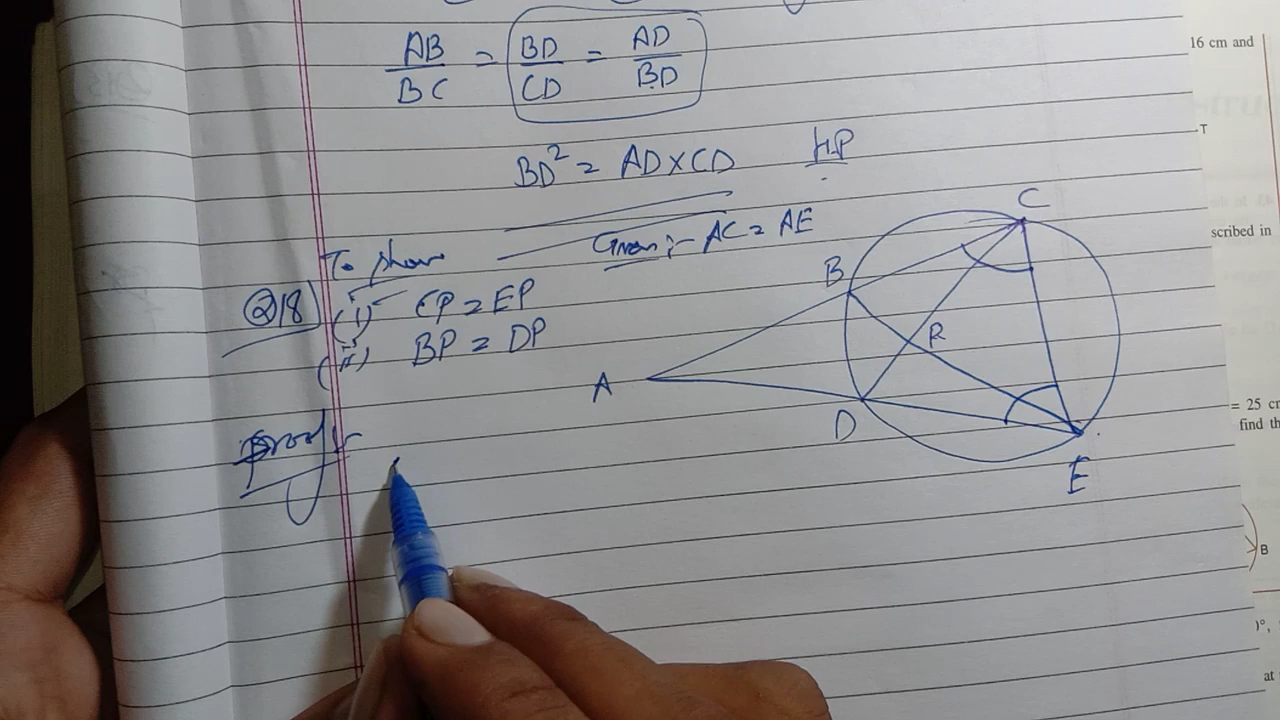 AB/BC = BD/CD = AD/BD
BD² = AD×CD H.P
To show Given :- AC = AE
Q18) (i) CP = EP
(ii) BP = DP
Proof :-
C
B
R
A
D
E
16 cm and
T
scribed in
= 25 cm
find th
B
)°,
at